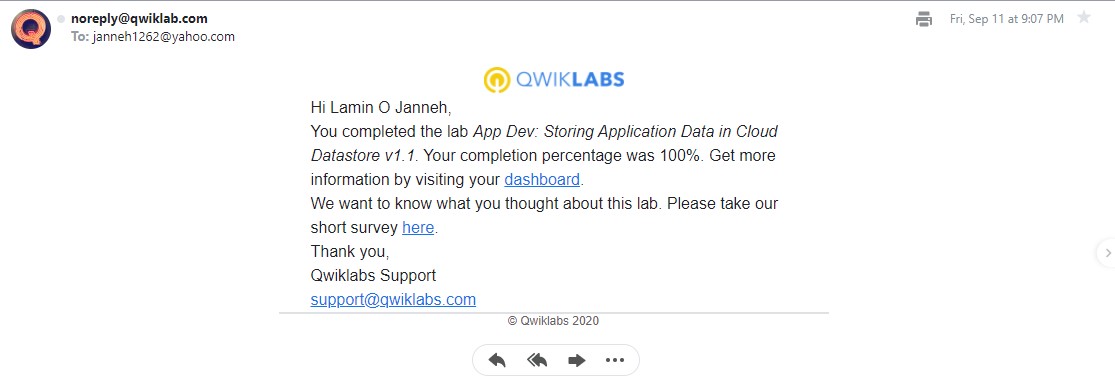 noreply@qwiklab.com
Fri, Sep 11 at 9:07 PM
To: janneh1262@yahoo.com
QWIKLABS
Hi Lamin O Janneh,
You completed the lab App Dev: Storing Application Data in Cloud
Datastore v1.1. Your completion percentage was 100%. Get more
information by visiting your dashboard.
We want to know what you thought about this lab. Please take our
short survey here.
Thank you,
Qwiklabs Support
support@qwiklabs.com
© Qwiklabs 2020